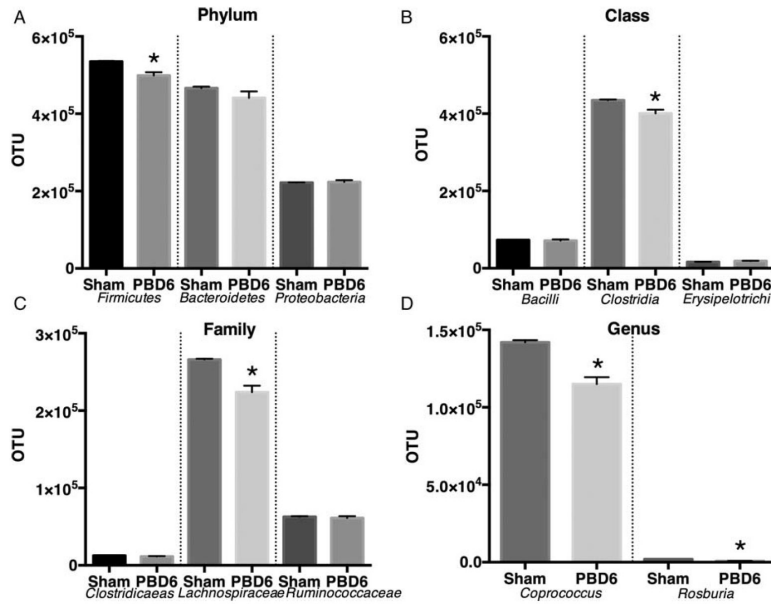 A
Phylum
OTU
6×10⁵
4×10⁵
2×10⁵
0
*
Sham PBD6 Sham PBD6 Sham PBD6
Firmicutes Bacteroidetes Proteobacteria
B
Class
OTU
6×10⁵
4×10⁵
2×10⁵
0
*
Sham PBD6 Sham PBD6 Sham PBD6
Bacilli Clostridia Erysipelotrichi
C
Family
OTU
3×10⁵
2×10⁵
1×10⁵
0
*
Sham PBD6 Sham PBD6 Sham PBD6
Clostridicaeas Lachnospiraceae Ruminococcaceae
D
Genus
OTU
1.5×10⁵
1.0×10⁵
5.0×10⁴
0.0
*
*
Sham PBD6 Sham PBD6
Coprococcus Rosburia